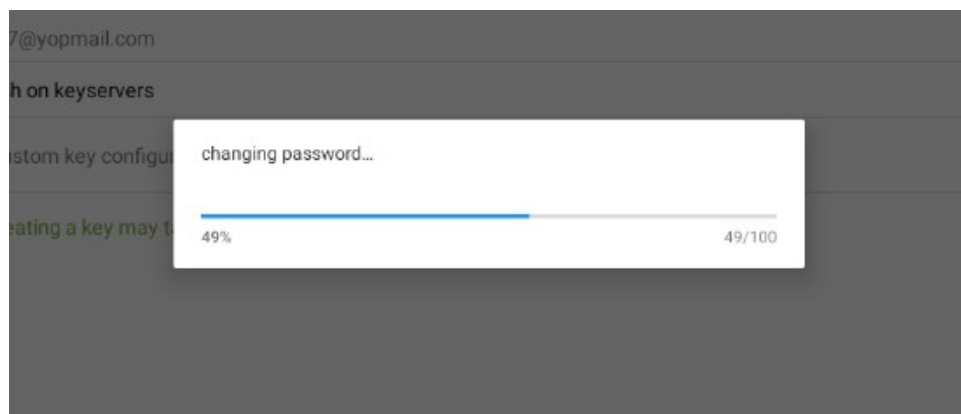 7@yopmail.com
h on keyservers
stom key configu
changing password...
eating a key may t
49%
49/100